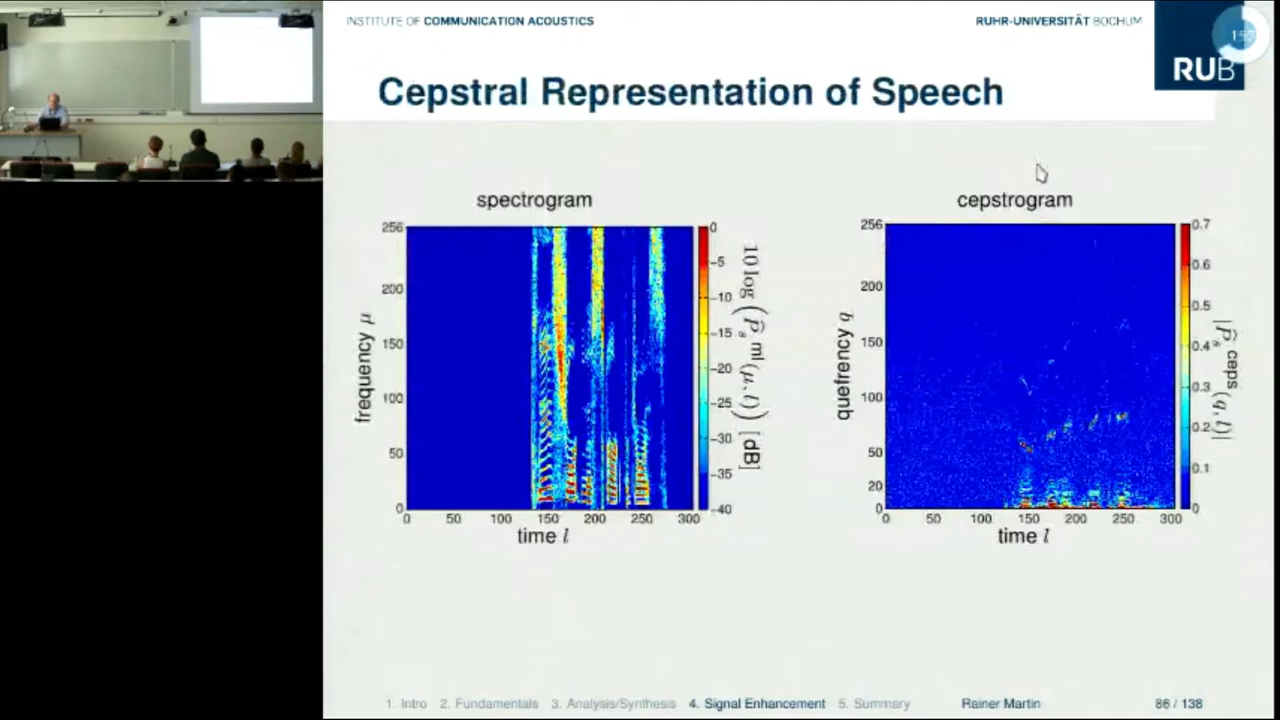 INSTITUTE OF COMMUNICATION ACOUSTICS
RUHR-UNIVERSITÄT BOCHUM
RUB
Cepstral Representation of Speech
spectrogram
256
200
150
100
50
0
frequency μ
0 50 100 150 200 250 300
time l
0
−5
−10
−15
−20
−25
−30
−35
−40
10 log (P̂s ml(μ, l)) [dB]
cepstrogram
256
200
150
100
50
20
0
quefrency q
0 50 100 150 200 250 300
time l
0.7
0.6
0.5
0.4
0.3
0.2
0.1
0
|P̂s ceps (q, l)|
1. Intro 2. Fundamentals 3. Analysis/Synthesis 4. Signal Enhancement 5. Summary Rainer Martin 86 / 138